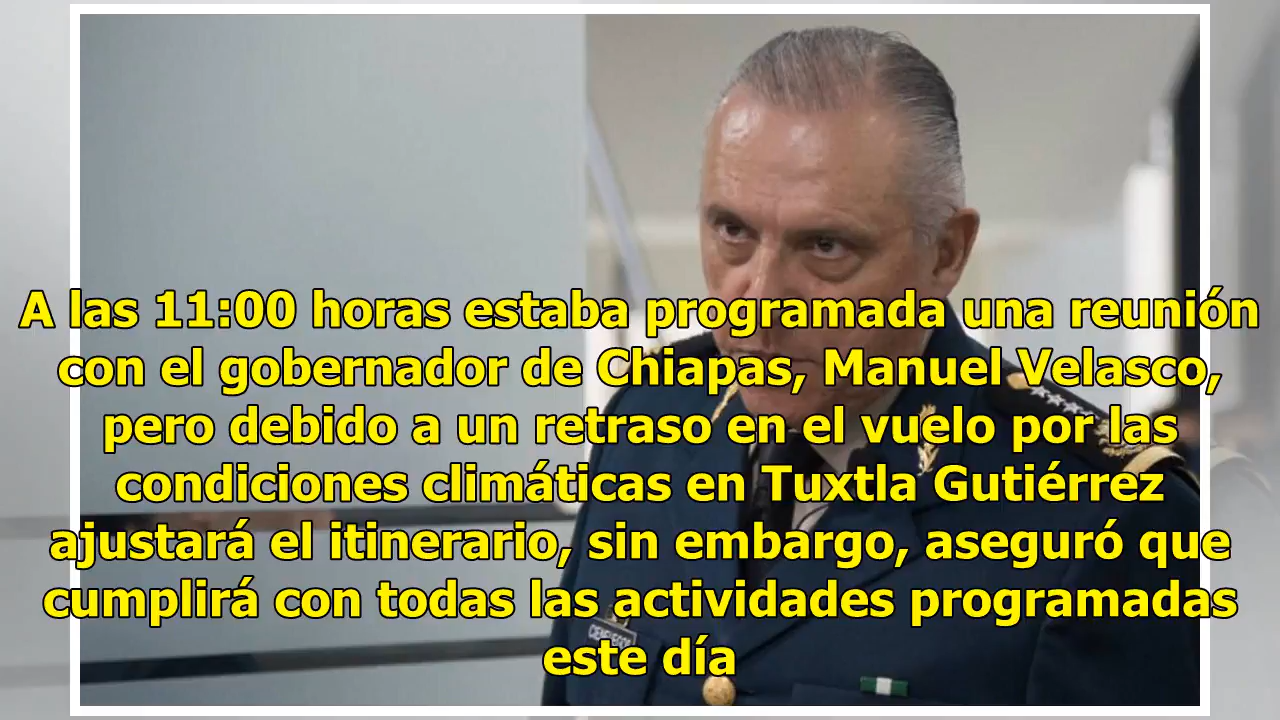 A las 11:00 horas estaba programada una reunión
con el gobernador de Chiapas, Manuel Velasco,
pero debido a un retraso en el vuelo por las
condiciones climáticas en Tuxtla Gutiérrez
ajustará el itinerario, sin embargo, aseguró que
cumplirá con todas las actividades programadas
este día
CIENFUEGOS